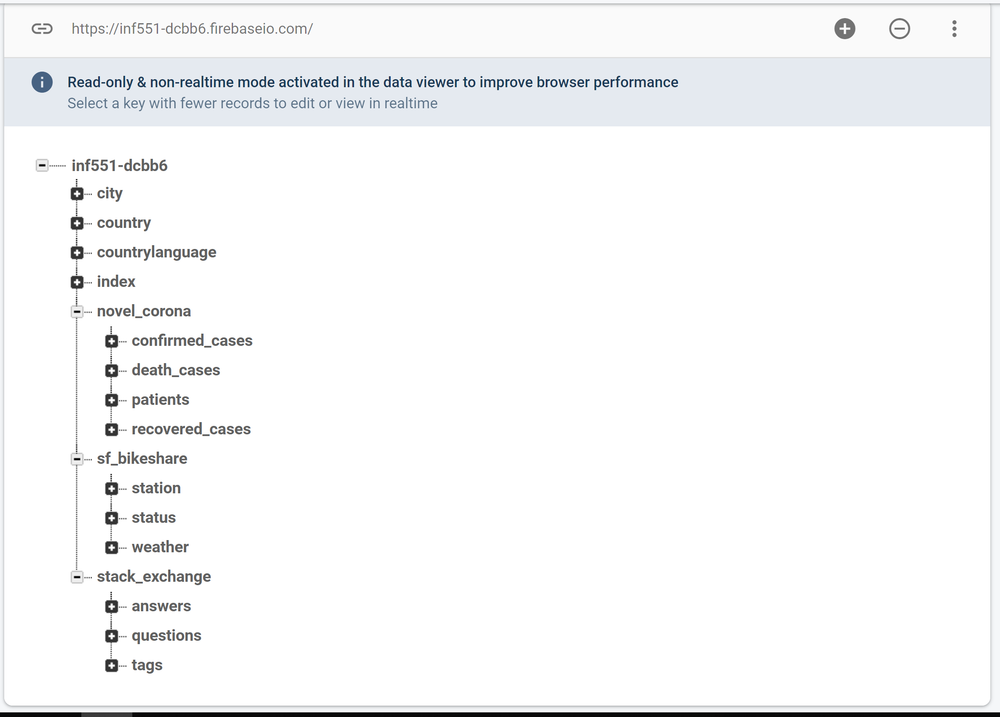 https://inf551-dcbb6.firebaseio.com/
Read-only & non-realtime mode activated in the data viewer to improve browser performance
Select a key with fewer records to edit or view in realtime
inf551-dcbb6
city
country
countrylanguage
index
novel_corona
confirmed_cases
death_cases
patients
recovered_cases
sf_bikeshare
station
status
weather
stack_exchange
answers
questions
tags